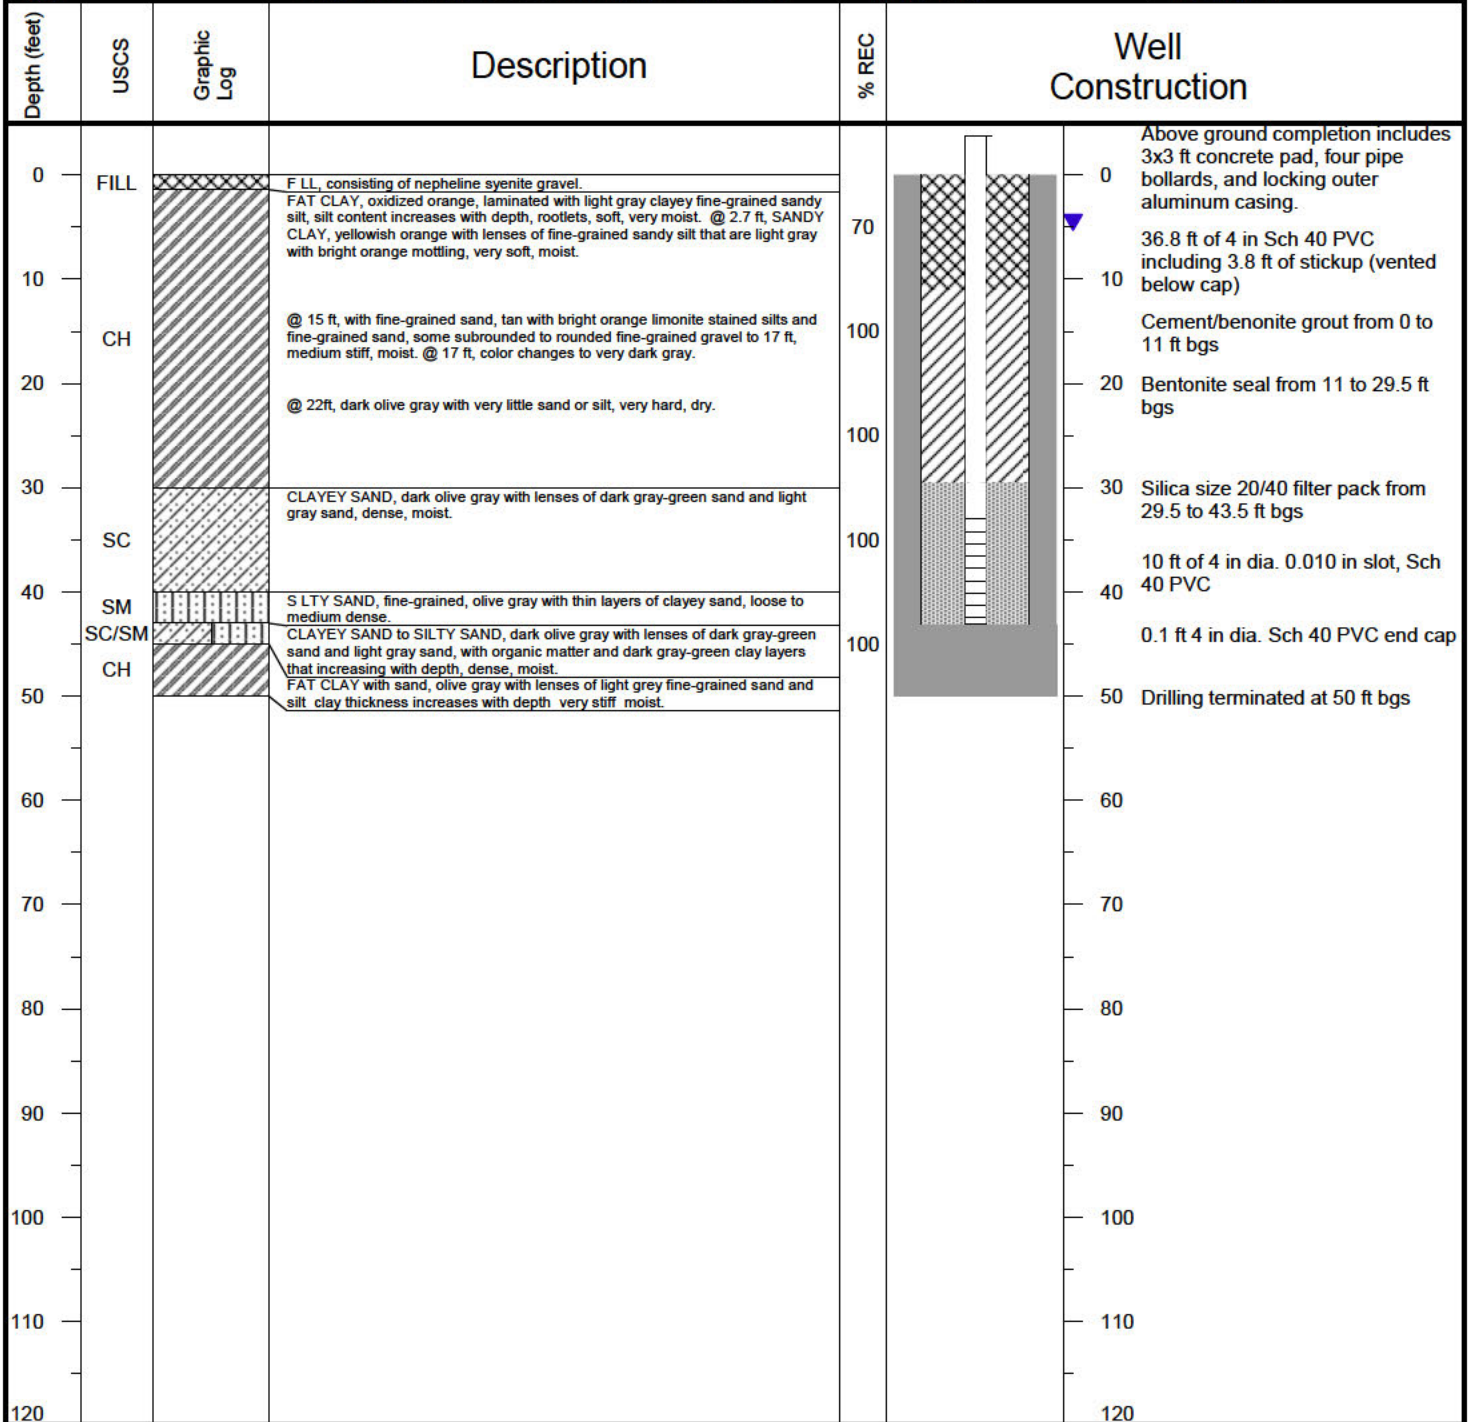 Depth (feet)
USCS
Graphic
Log
Description
% REC
Well
Construction
0
10
20
30
40
50
60
70
80
90
100
110
120
FILL
CH
SC
SM
SC/SM
CH
F LL, consisting of nepheline syenite gravel.
FAT CLAY, oxidized orange, laminated with light gray clayey fine-grained sandy
silt, silt content increases with depth, rootlets, soft, very moist. @ 2.7 ft, SANDY
CLAY, yellowish orange with lenses of fine-grained sandy silt that are light gray
with bright orange mottling, very soft, moist.
@ 15 ft, with fine-grained sand, tan with bright orange limonite stained silts and
fine-grained sand, some subrounded to rounded fine-grained gravel to 17 ft,
medium stiff, moist. @ 17 ft, color changes to very dark gray.
@ 22ft, dark olive gray with very little sand or silt, very hard, dry.
CLAYEY SAND, dark olive gray with lenses of dark gray-green sand and light
gray sand, dense, moist.
S LTY SAND, fine-grained, olive gray with thin layers of clayey sand, loose to
medium dense.
CLAYEY SAND to SILTY SAND, dark olive gray with lenses of dark gray-green
sand and light gray sand, with organic matter and dark gray-green clay layers
that increasing with depth, dense, moist.
FAT CLAY with sand, olive gray with lenses of light grey fine-grained sand and
silt clay thickness increases with depth very stiff moist.
70
100
100
100
100
0
10
20
30
40
50
60
70
80
90
100
110
120
Above ground completion includes
3x3 ft concrete pad, four pipe
bollards, and locking outer
aluminum casing.
36.8 ft of 4 in Sch 40 PVC
including 3.8 ft of stickup (vented
below cap)
Cement/benonite grout from 0 to
11 ft bgs
Bentonite seal from 11 to 29.5 ft
bgs
Silica size 20/40 filter pack from
29.5 to 43.5 ft bgs
10 ft of 4 in dia. 0.010 in slot, Sch
40 PVC
0.1 ft 4 in dia. Sch 40 PVC end cap
Drilling terminated at 50 ft bgs